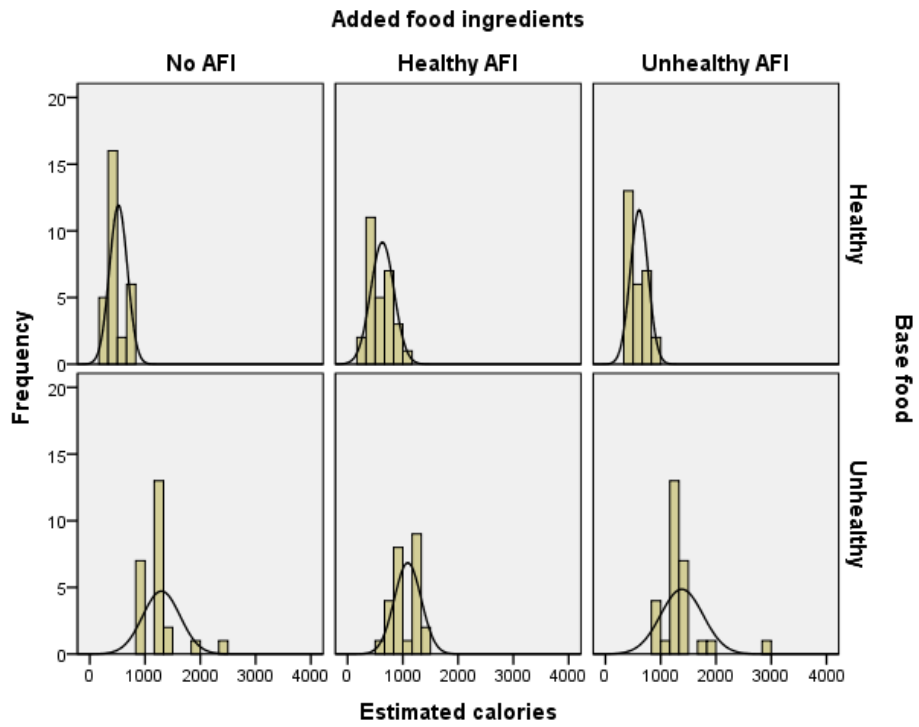 Added food ingredients
No AFI
Healthy AFI
Unhealthy AFI
20
15
10
5
0
Healthy
20
15
10
5
0
Unhealthy
Frequency
Base food
0 1000 2000 3000 4000
0 1000 2000 3000 4000
0 1000 2000 3000 4000
Estimated calories